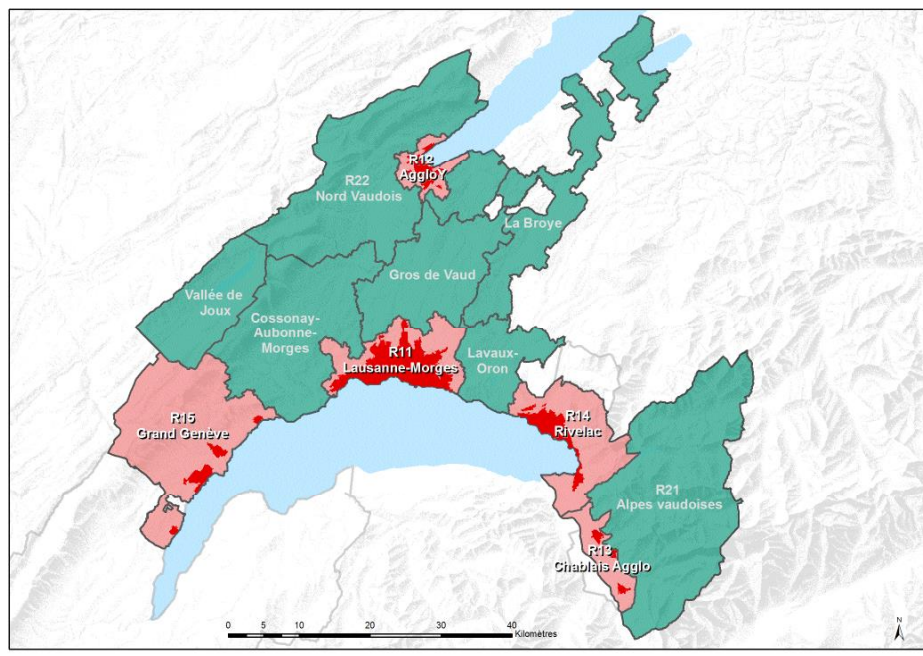 R12
AggloY
R22
Nord Vaudois
La Broye
Gros de Vaud
Vallée de
Joux
Cossonay-
Aubonne-
Morges
R11
Lausanne-Morges
Lavaux-
Oron
R15
Grand Genève
R14
Rivelac
R21
Alpes vaudoises
R13
Chablais Agglo
0 5 10 20 30 40
Kilomètres
N